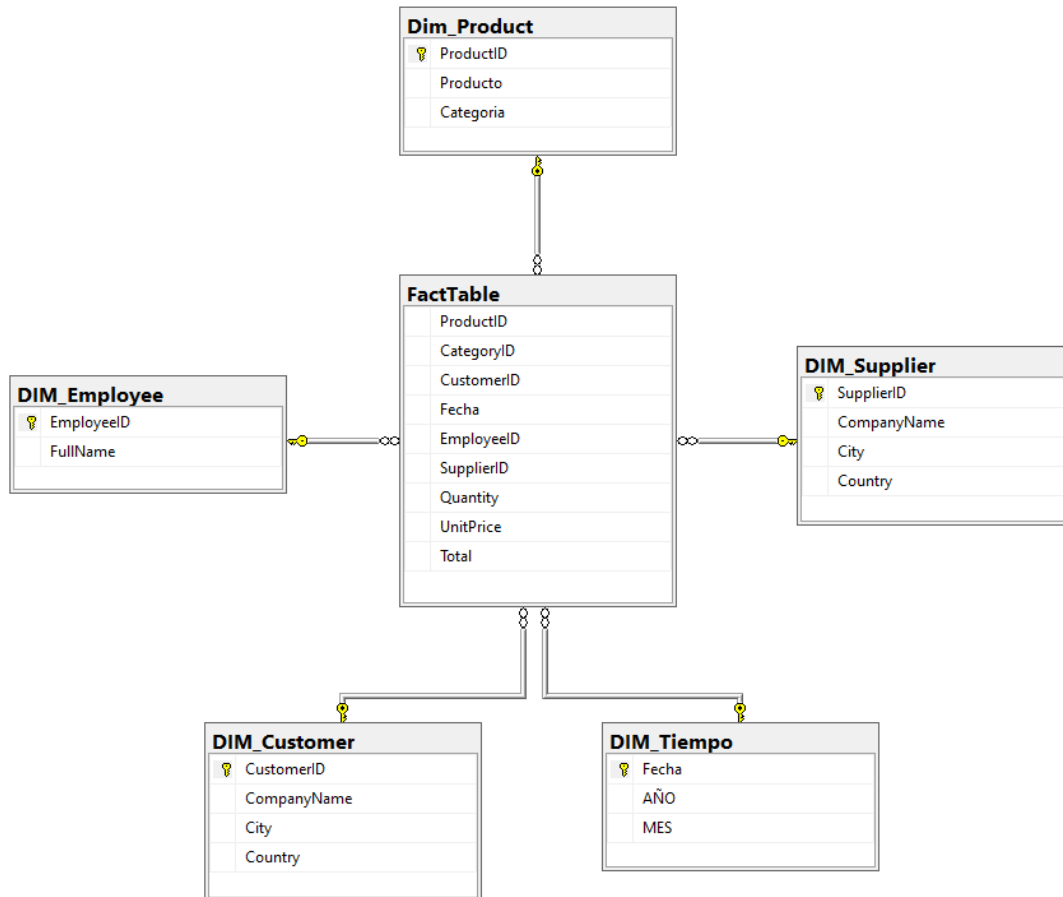 Dim_Product
ProductID
Producto
Categoria
FactTable
ProductID
CategoryID
CustomerID
Fecha
EmployeeID
SupplierID
Quantity
UnitPrice
Total
DIM_Employee
EmployeeID
FullName
DIM_Supplier
SupplierID
CompanyName
City
Country
DIM_Customer
CustomerID
CompanyName
City
Country
DIM_Tiempo
Fecha
AÑO
MES